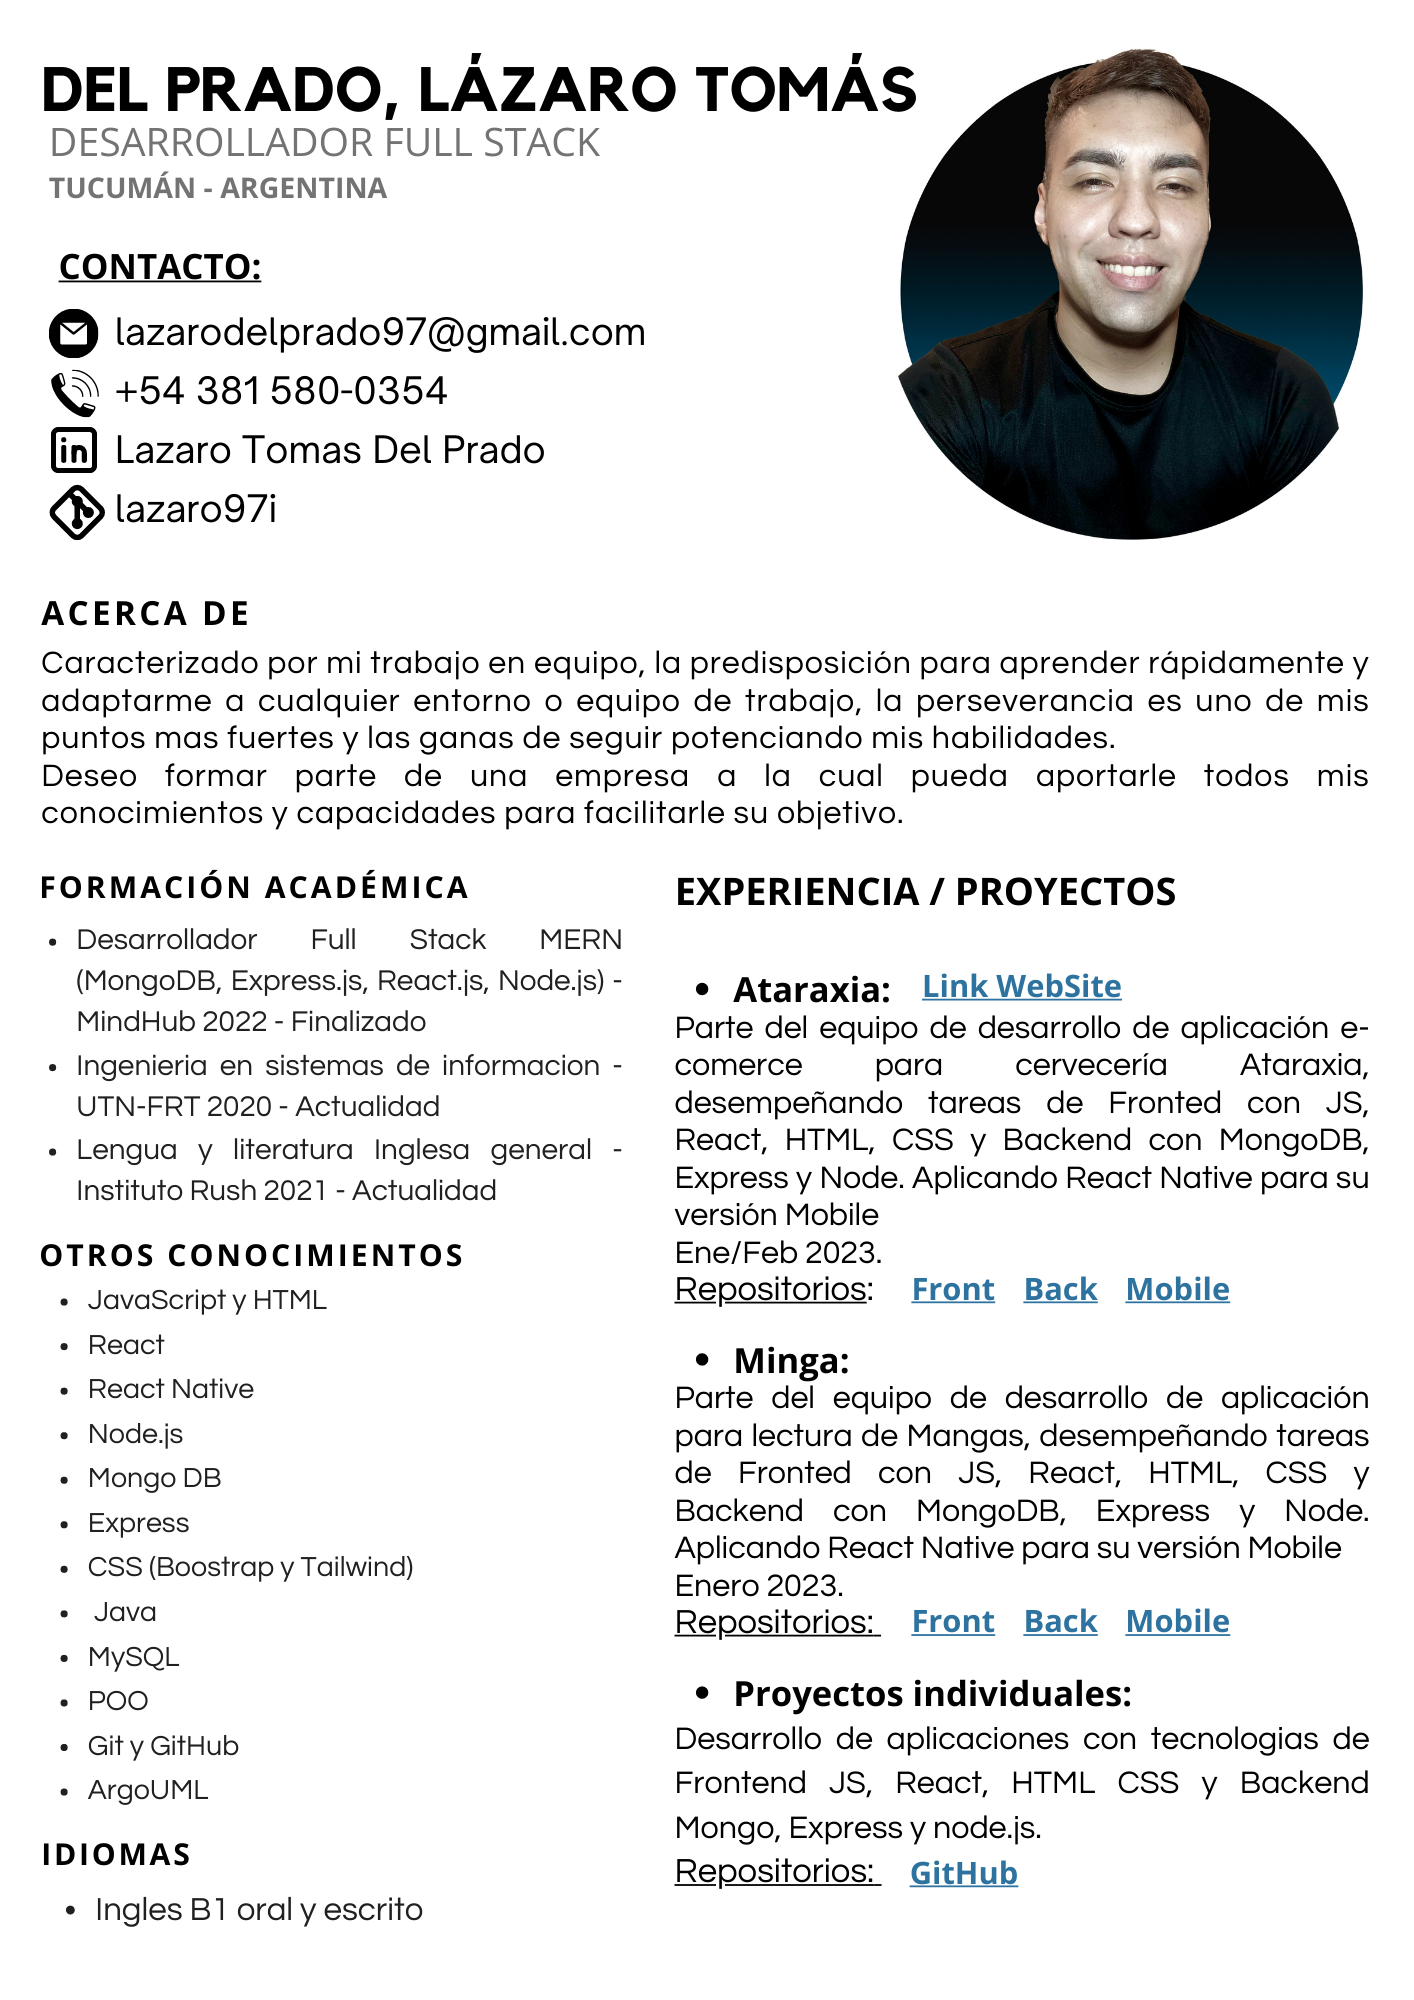 DEL PRADO, LÁZARO TOMÁS
DESARROLLADOR FULL STACK
TUCUMÁN - ARGENTINA
CONTACTO:
lazarodelprado97@gmail.com
+54 381 580-0354
in Lazaro Tomas Del Prado
lazaro97i
ACERCA DE
Caracterizado por mi trabajo en equipo, la predisposición para aprender rápidamente y
adaptarme a cualquier entorno o equipo de trabajo, la perseverancia es uno de mis
puntos mas fuertes y las ganas de seguir potenciando mis habilidades.
Deseo formar parte de una empresa a la cual pueda aportarle todos mis
conocimientos y capacidades para facilitarle su objetivo.
FORMACIÓN ACADÉMICA
• Desarrollador Full Stack MERN
(MongoDB, Express.js, React.js, Node.js) -
MindHub 2022 - Finalizado
• Ingenieria en sistemas de informacion -
UTN-FRT 2020 - Actualidad
• Lengua y literatura Inglesa general -
Instituto Rush 2021 - Actualidad
OTROS CONOCIMIENTOS
• JavaScript y HTML
• React
• React Native
• Node.js
• Mongo DB
• Express
• CSS (Boostrap y Tailwind)
• Java
• MySQL
• POO
• Git y GitHub
• ArgoUML
IDIOMAS
• Ingles B1 oral y escrito
EXPERIENCIA / PROYECTOS
• Ataraxia: Link WebSite
Parte del equipo de desarrollo de aplicación e-
comerce para cervecería Ataraxia,
desempeñando tareas de Fronted con JS,
React, HTML, CSS y Backend con MongoDB,
Express y Node. Aplicando React Native para su
versión Mobile
Ene/Feb 2023.
Repositorios: Front Back Mobile
• Minga:
Parte del equipo de desarrollo de aplicación
para lectura de Mangas, desempeñando tareas
de Fronted con JS, React, HTML, CSS y
Backend con MongoDB, Express y Node.
Aplicando React Native para su versión Mobile
Enero 2023.
Repositorios: Front Back Mobile
• Proyectos individuales:
Desarrollo de aplicaciones con tecnologias de
Frontend JS, React, HTML CSS y Backend
Mongo, Express y node.js.
Repositorios: GitHub